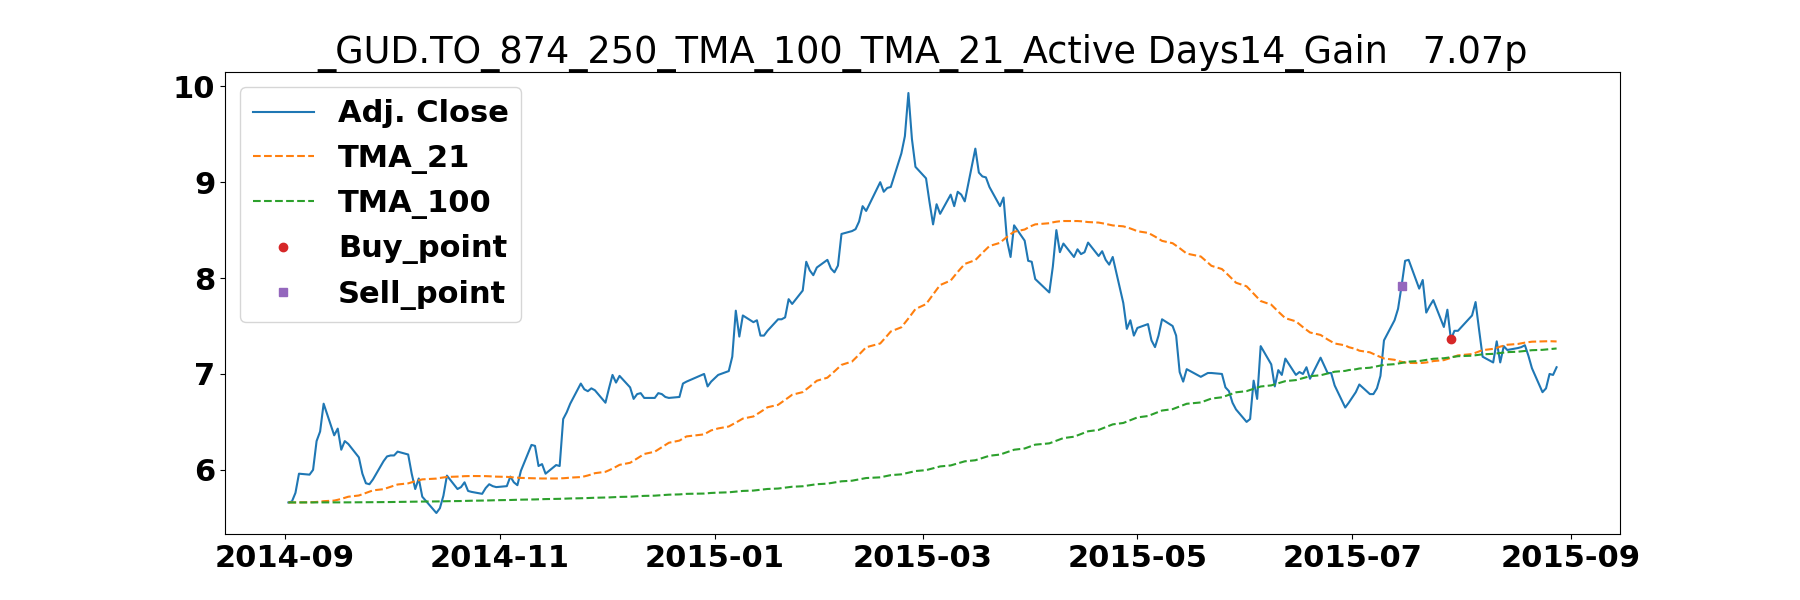 _GUD.TO_874_250_TMA_100_TMA_21_Active Days14_Gain   7.07p
10
9
8
7
6
Adj. Close
TMA_21
TMA_100
Buy_point
Sell_point
2014-09 2014-11 2015-01 2015-03 2015-05 2015-07 2015-09